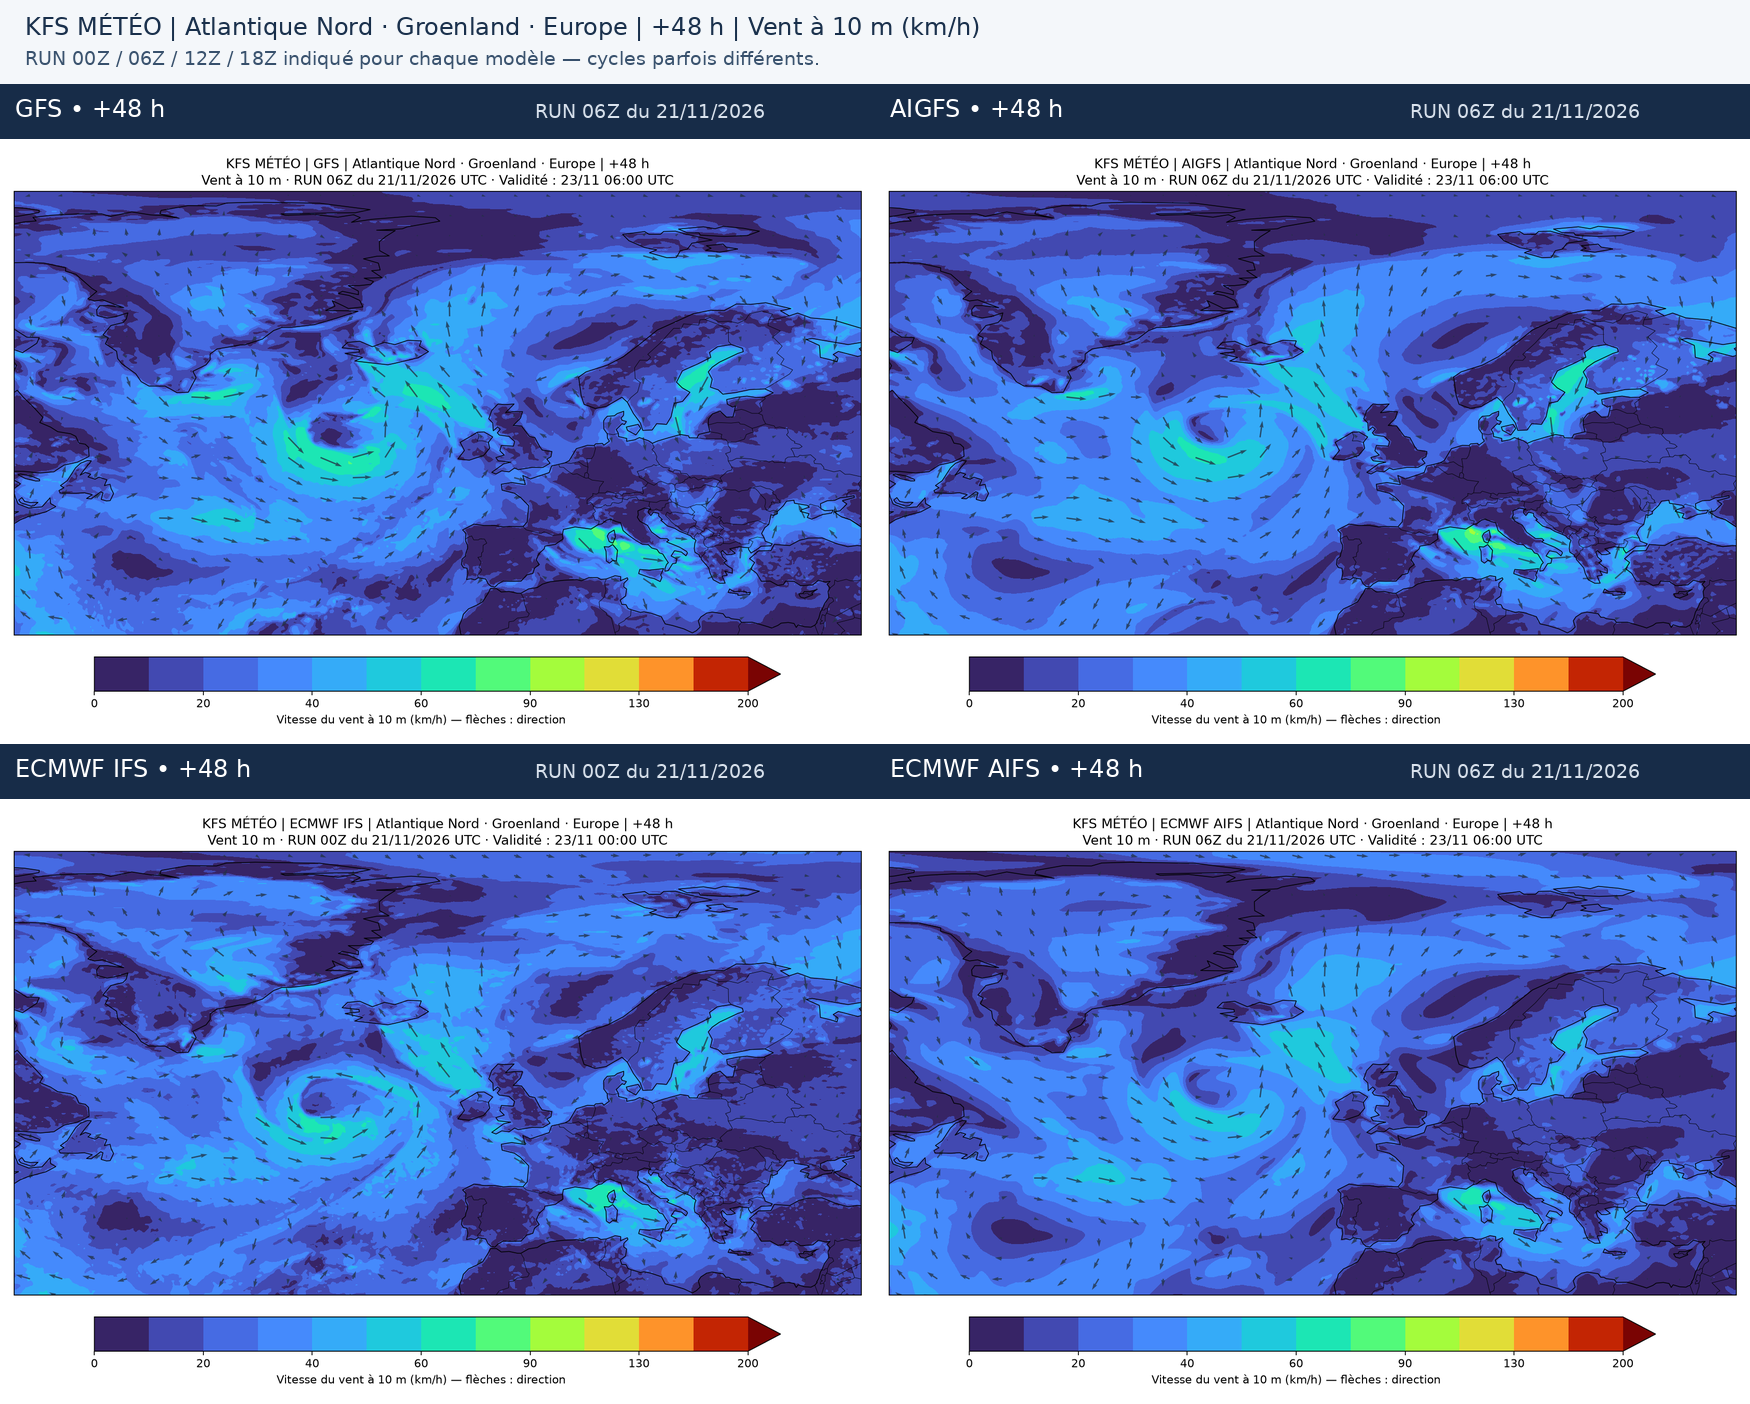 KFS MÉTÉO | Atlantique Nord · Groenland · Europe | +48 h | Vent à 10 m (km/h)
RUN 00Z / 06Z / 12Z / 18Z indiqué pour chaque modèle — cycles parfois différents.
GFS • +48 h
RUN 06Z du 21/11/2026
AIGFS • +48 h
RUN 06Z du 21/11/2026
KFS MÉTÉO | GFS | Atlantique Nord · Groenland · Europe | +48 h
Vent à 10 m · RUN 06Z du 21/11/2026 UTC · Validité : 23/11 06:00 UTC
0 20 40 60 90 130 200
Vitesse du vent à 10 m (km/h) — flèches : direction
KFS MÉTÉO | AIGFS | Atlantique Nord · Groenland · Europe | +48 h
Vent à 10 m · RUN 06Z du 21/11/2026 UTC · Validité : 23/11 06:00 UTC
0 20 40 60 90 130 200
Vitesse du vent à 10 m (km/h) — flèches : direction
ECMWF IFS • +48 h
RUN 00Z du 21/11/2026
ECMWF AIFS • +48 h
RUN 06Z du 21/11/2026
KFS MÉTÉO | ECMWF IFS | Atlantique Nord · Groenland · Europe | +48 h
Vent 10 m · RUN 00Z du 21/11/2026 UTC · Validité : 23/11 00:00 UTC
0 20 40 60 90 130 200
Vitesse du vent à 10 m (km/h) — flèches : direction
KFS MÉTÉO | ECMWF AIFS | Atlantique Nord · Groenland · Europe | +48 h
Vent 10 m · RUN 06Z du 21/11/2026 UTC · Validité : 23/11 06:00 UTC
0 20 40 60 90 130 200
Vitesse du vent à 10 m (km/h) — flèches : direction